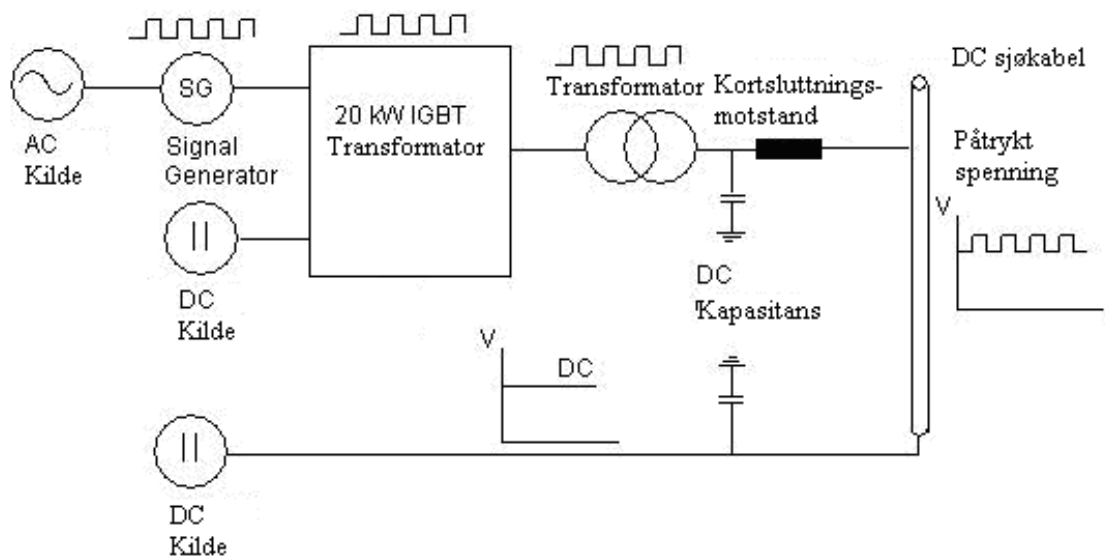 AC
Kilde
SG
Signal
Generator
20 kW IGBT
Transformator
Transformator
Kortsluttnings-
motstand
DC sjøkabel
Påtrykt
spenning
V
DC
Kilde
DC
Kapasitans
V
DC
DC
Kilde